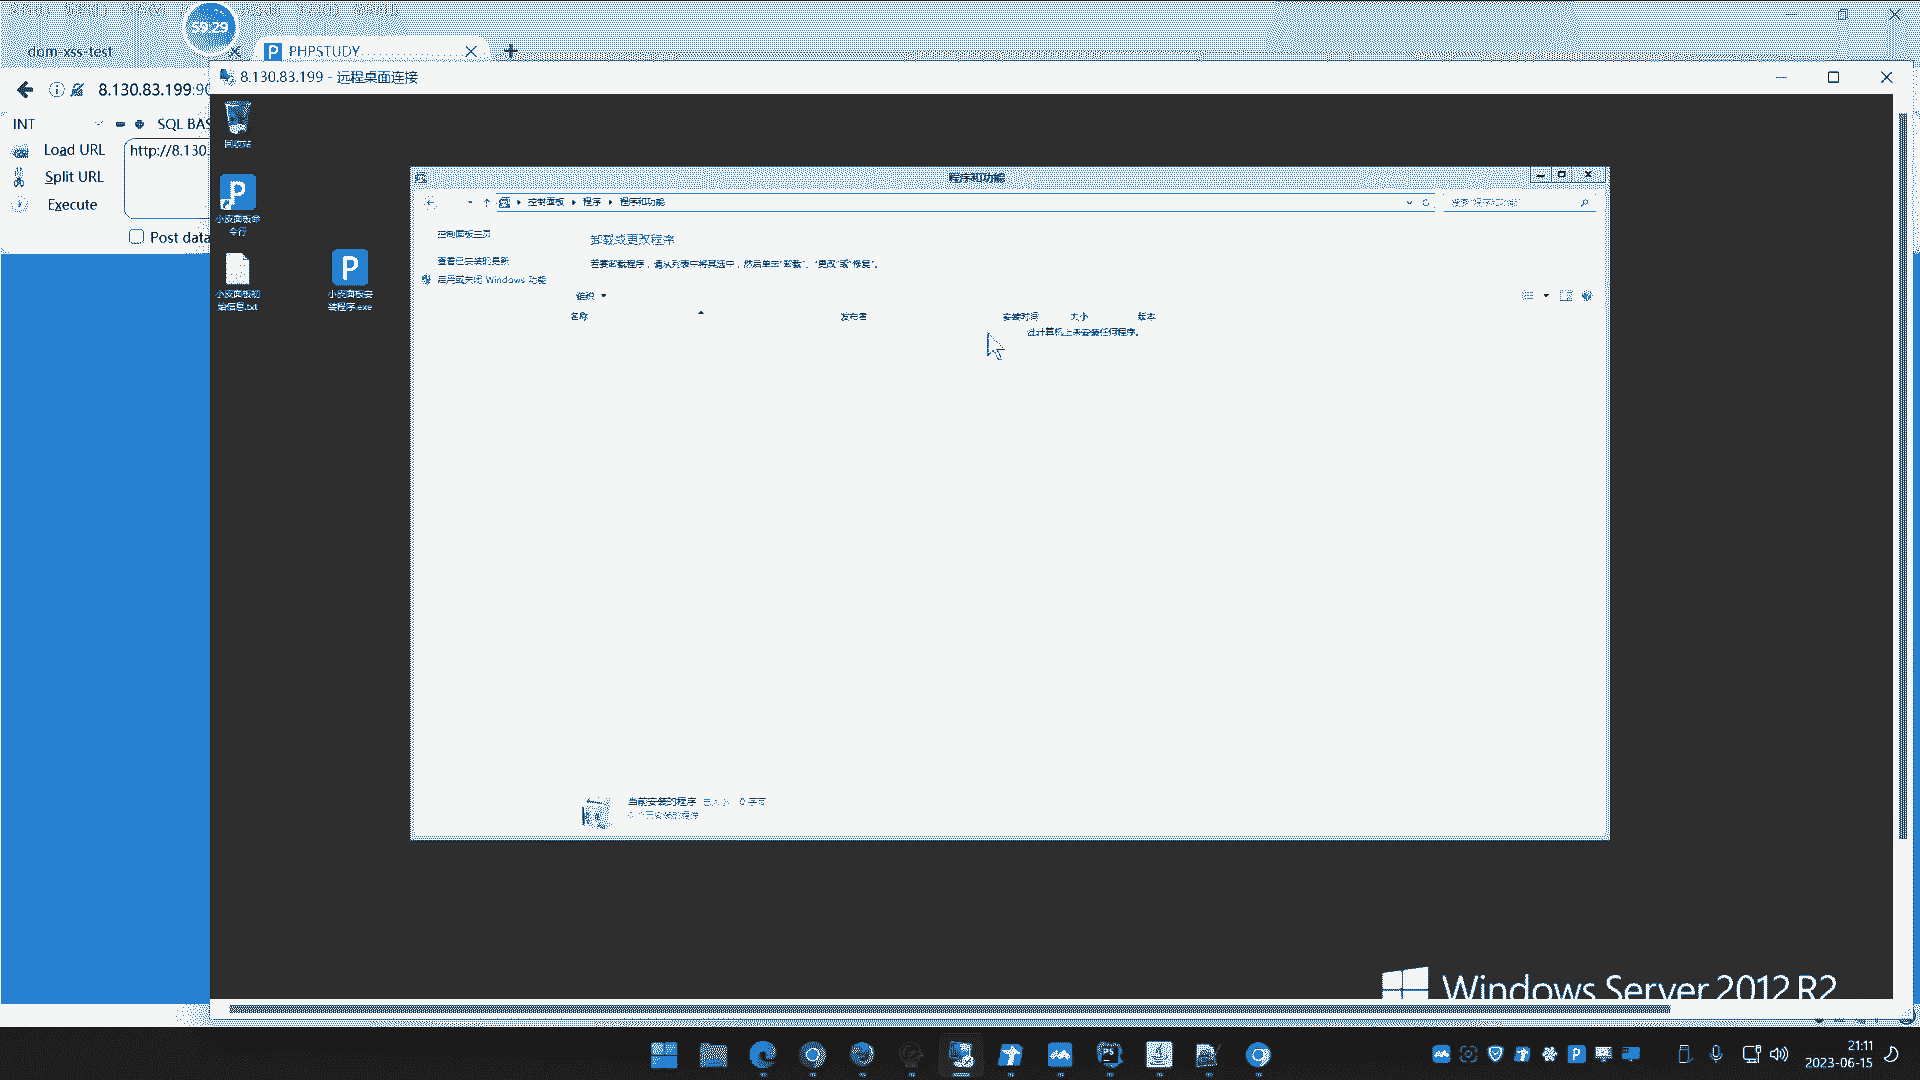 59:29
dom-xss-test
PHPSTUDY
8.130.83.199:90
8.130.83.199 - 远程桌面连接
INT
SQL BAS
Load URL
http://8.130.
Split URL
Execute
Post data
回收站
小皮面板命
令行
小皮面板初
始信息.txt
小皮面板安
装程序.exe
程序和功能
控制面板 ▸ 程序 ▸ 程序和功能
搜索"程序和功能"
控制面板主页
查看已安装的更新
启用或关闭 Windows 功能
卸载或更改程序
若要卸载程序，请从列表中将其选中，然后单击"卸载"、"更改"或"修复"。
组织
名称
发布者
安装时间
大小
版本
此计算机上未安装任何程序。
当前安装的程序 总大小: 0 字节
Windows Server 2012 R2
21:11
2023-06-15